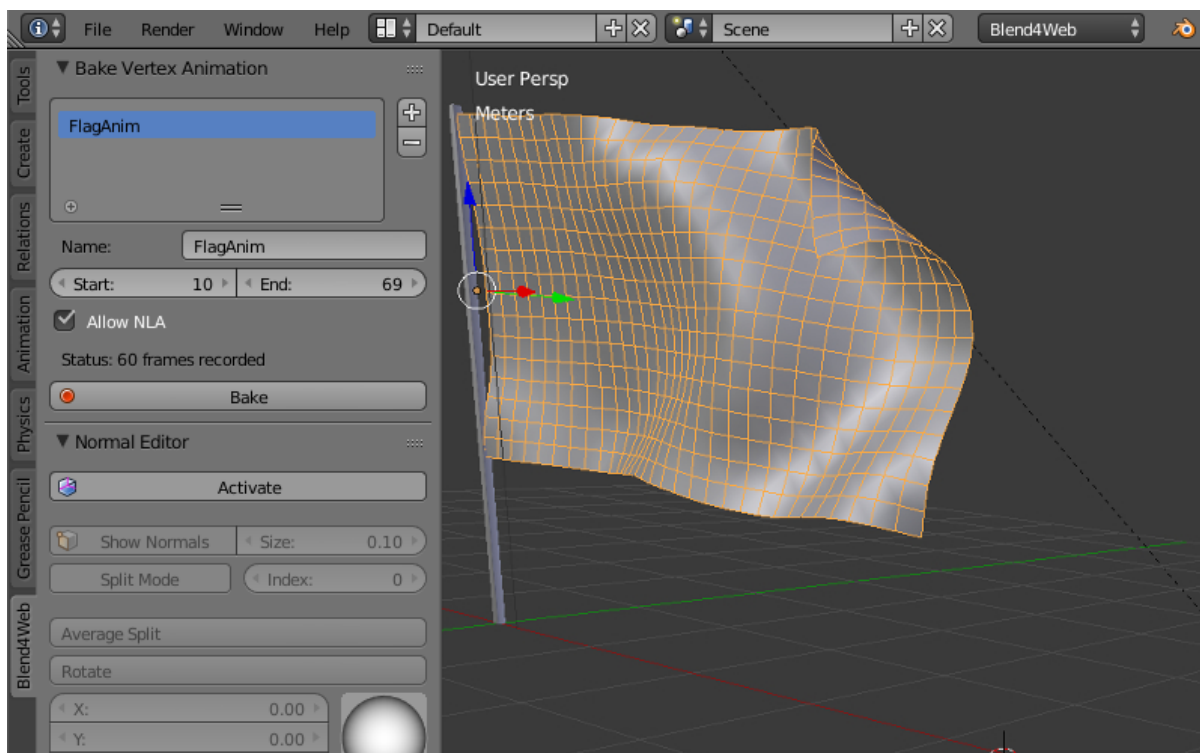 File Render Window Help Default Scene Blend4Web
Tools
Create
Relations
Animation
Physics
Grease Pencil
Blend4Web
Bake Vertex Animation
FlagAnim
Name: FlagAnim
Start: 10 End: 69
Allow NLA
Status: 60 frames recorded
Bake
Normal Editor
Activate
Show Normals Size: 0.10
Split Mode Index: 0
Average Split
Rotate
X: 0.00
Y: 0.00
User Persp
Meters